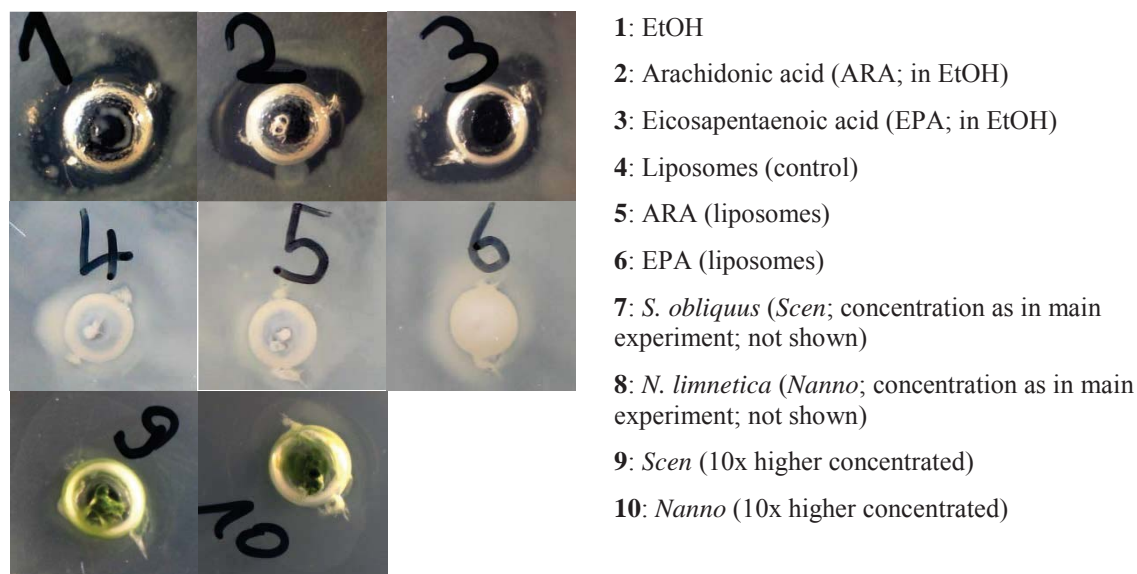 1
2
3
4
5
6
9
10
1: EtOH
2: Arachidonic acid (ARA; in EtOH)
3: Eicosapentaenoic acid (EPA; in EtOH)
4: Liposomes (control)
5: ARA (liposomes)
6: EPA (liposomes)
7: S. obliquus (Scen; concentration as in main
experiment; not shown)
8: N. limnetica (Nanno; concentration as in main
experiment; not shown)
9: Scen (10x higher concentrated)
10: Nanno (10x higher concentrated)